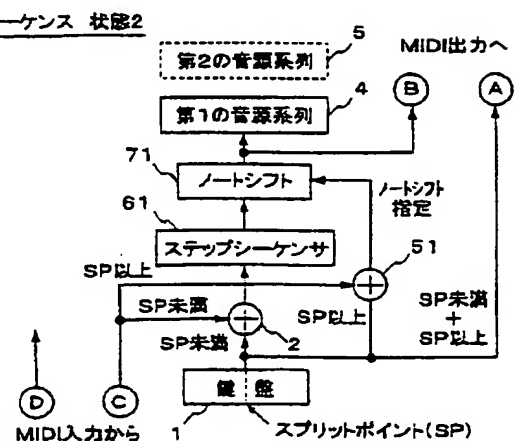 ーケンス 状態2
5
MIDI出力へ
第2の音源系列
4
B
A
第1の音源系列
71
ノートシフト
ノートシフト
指定
61
ステップシーケンサ
51
SP以上
SP未満
SP以上
SP未満
+
SP以上
2
SP未満
鍵盤
D
C
MIDI入力から
1
スプリットポイント(SP)